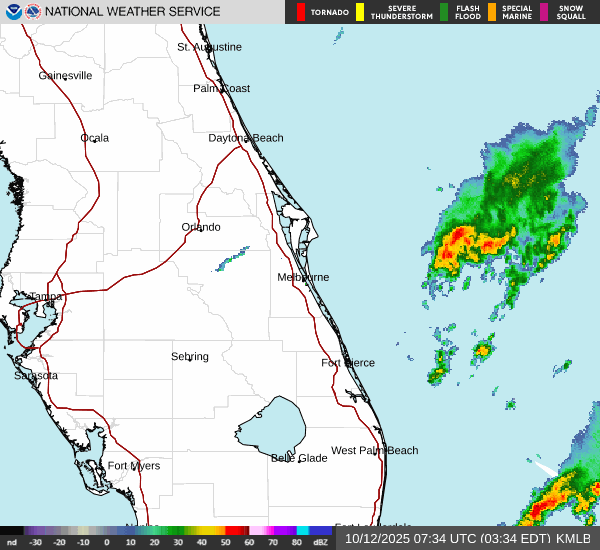 NATIONAL WEATHER SERVICE
TORNADO
SEVERE
THUNDERSTORM
FLASH
FLOOD
SPECIAL
MARINE
SNOW
SQUALL
St. Augustine
Gainesville
Palm Coast
Ocala
Daytona Beach
Orlando
Melbourne
Tampa
Sebring
Fort Pierce
Sarasota
West Palm Beach
Belle Glade
Fort Myers
nd -30 -20 -10 0 10 20 30 40 50 60 70 80 dBZ
10/12/2025 07:34 UTC (03:34 EDT) KMLB